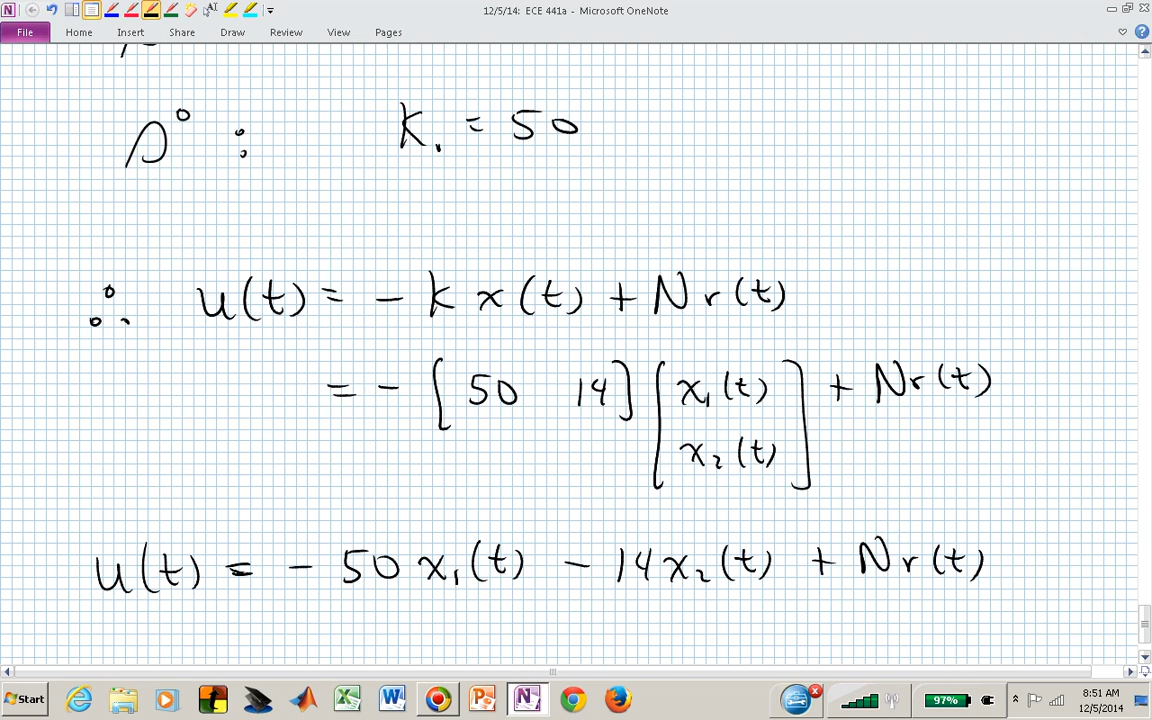 12/5/14: ECE 441a - Microsoft OneNote
File Home Insert Share Draw Review View Pages
s⁰ : k₁ = 50
∴ u(t) = - k x(t) + N r(t)
= - [ 50 14 ] [ x₁(t)
x₂(t) ] + N r(t)
u(t) = - 50 x₁(t) - 14 x₂(t) + N r(t)
Start 97% 8:51 AM
12/5/2014